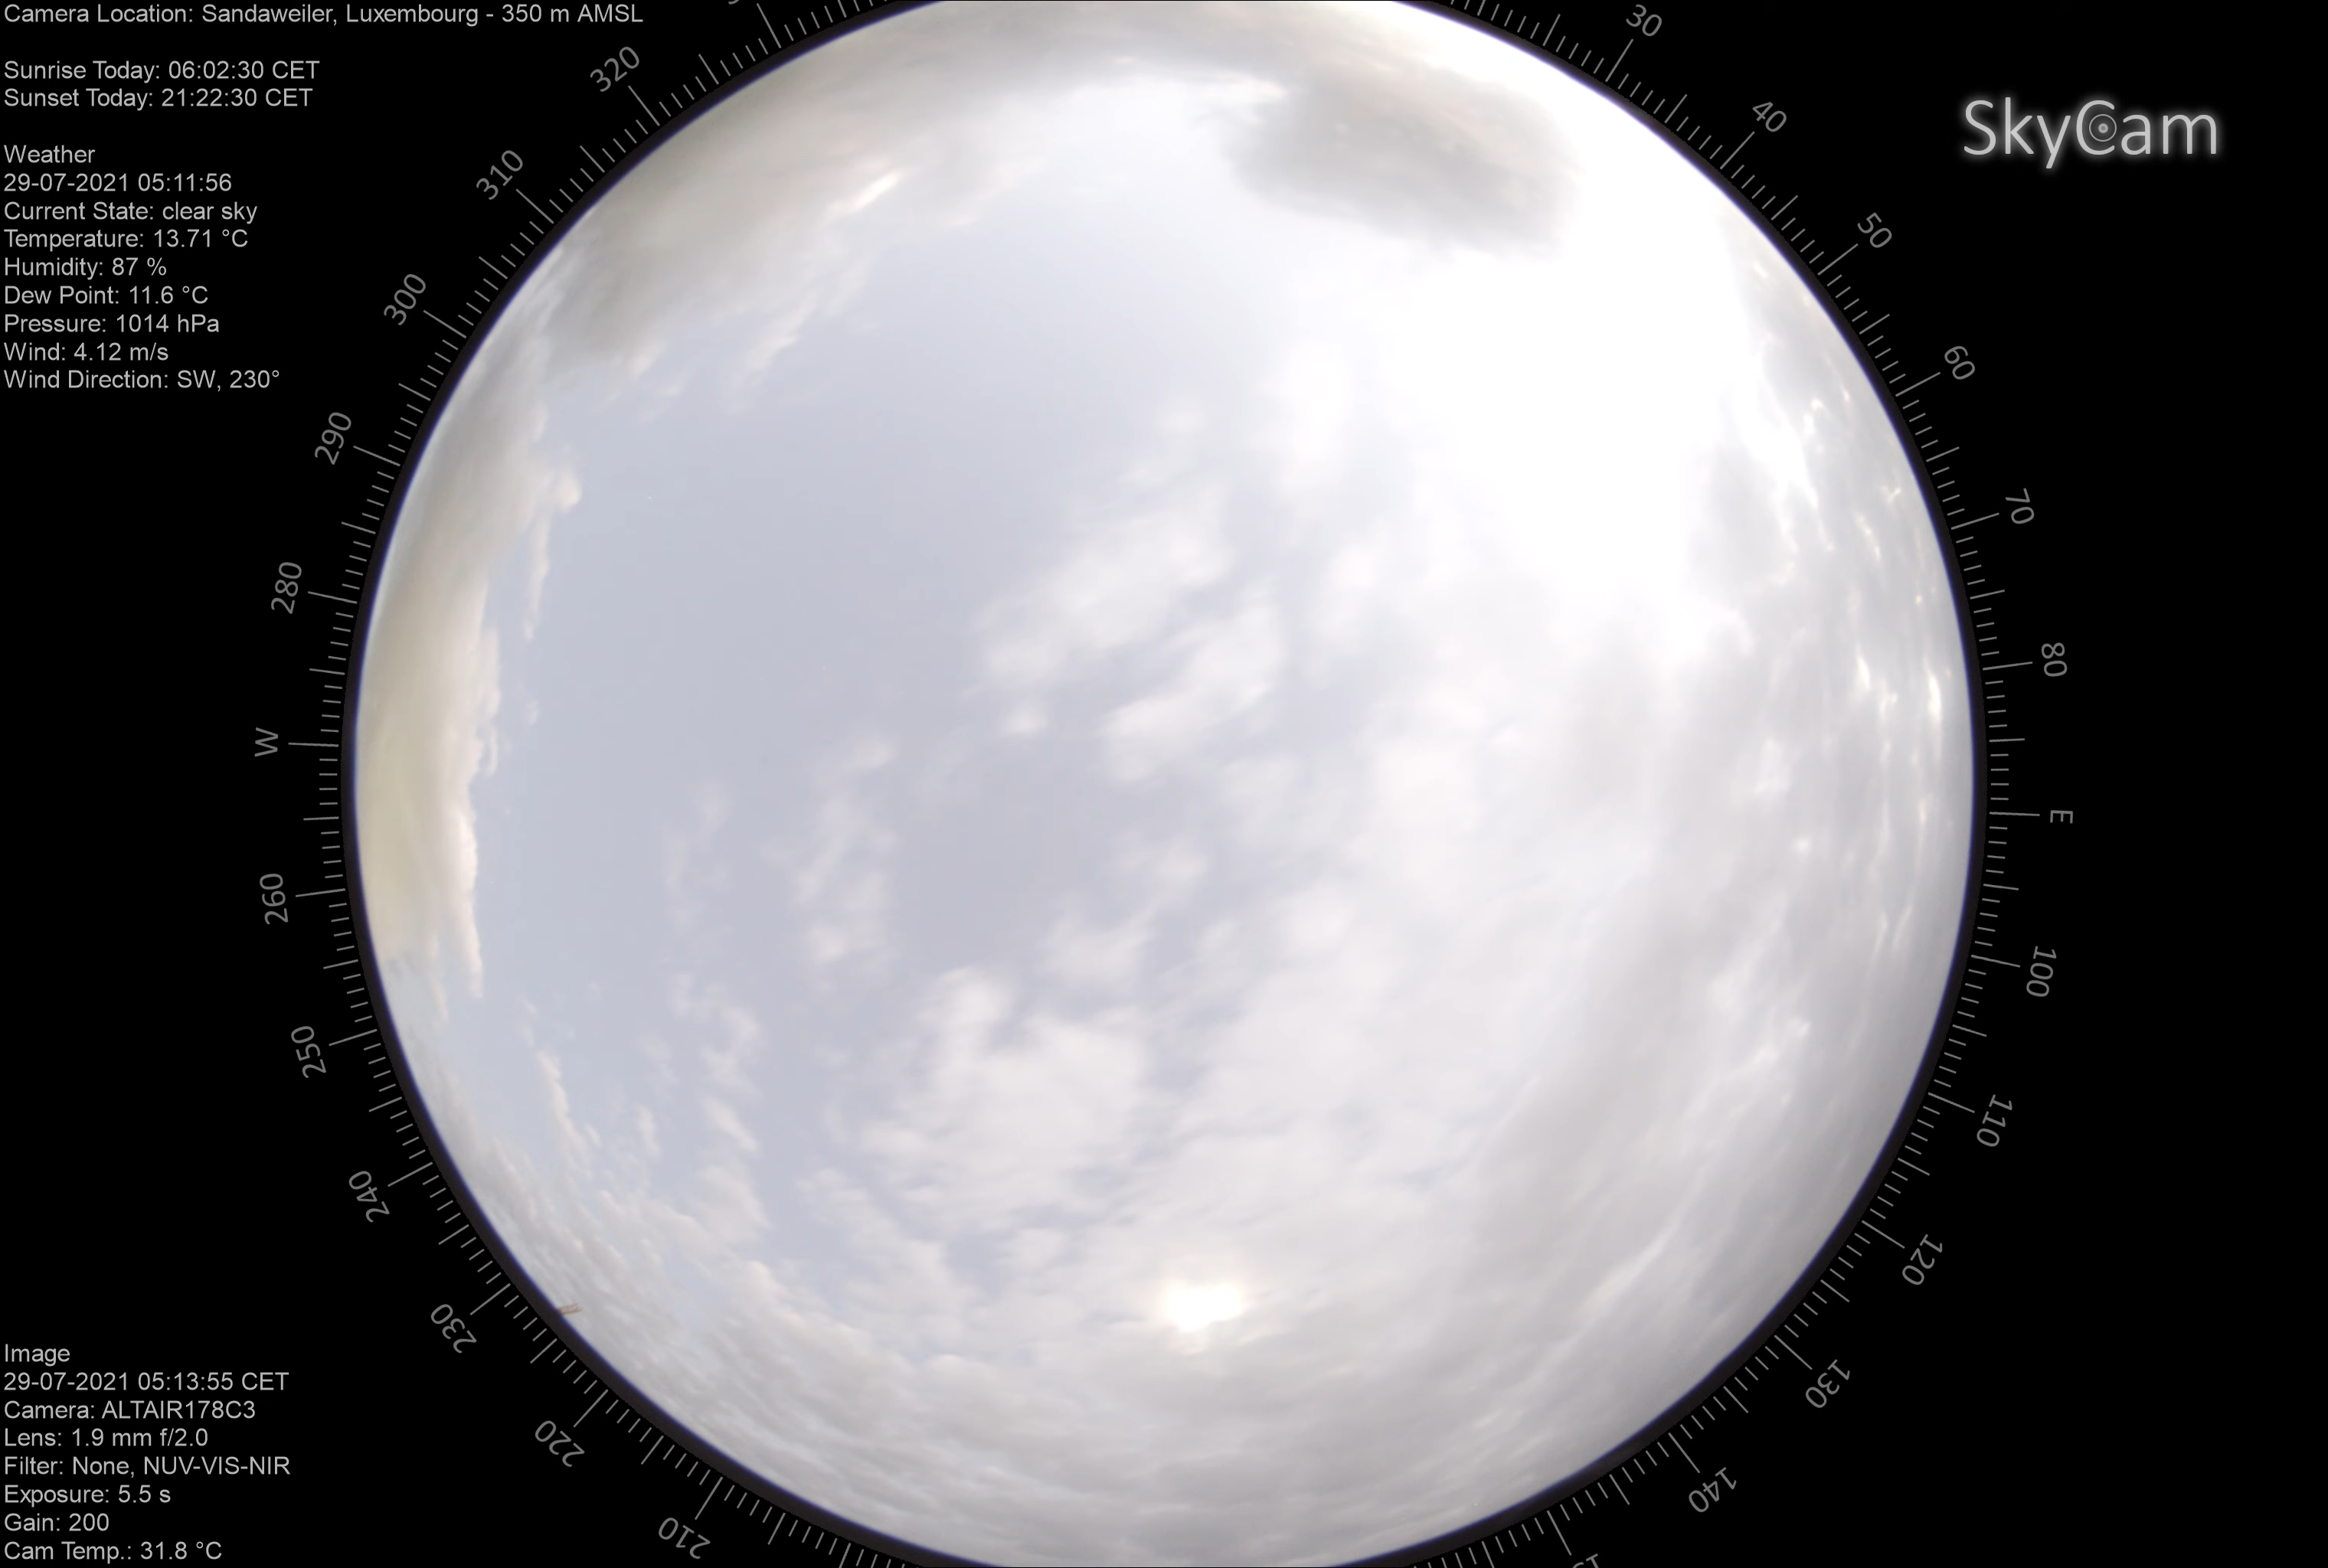 Camera Location: Sandaweiler, Luxembourg - 350 m AMSL
Sunrise Today: 06:02:30 CET
Sunset Today: 21:22:30 CET
Weather
29-07-2021 05:11:56
Current State: clear sky
Temperature: 13.71 °C
Humidity: 87 %
Dew Point: 11.6 °C
Pressure: 1014 hPa
Wind: 4.12 m/s
Wind Direction: SW, 230°
SkyCam
30
40
50
60
70
80
E
100
110
120
130
140
210
220
230
240
250
260
W
280
290
300
310
320
Image
29-07-2021 05:13:55 CET
Camera: ALTAIR178C3
Lens: 1.9 mm f/2.0
Filter: None, NUV-VIS-NIR
Exposure: 5.5 s
Gain: 200
Cam Temp.: 31.8 °C